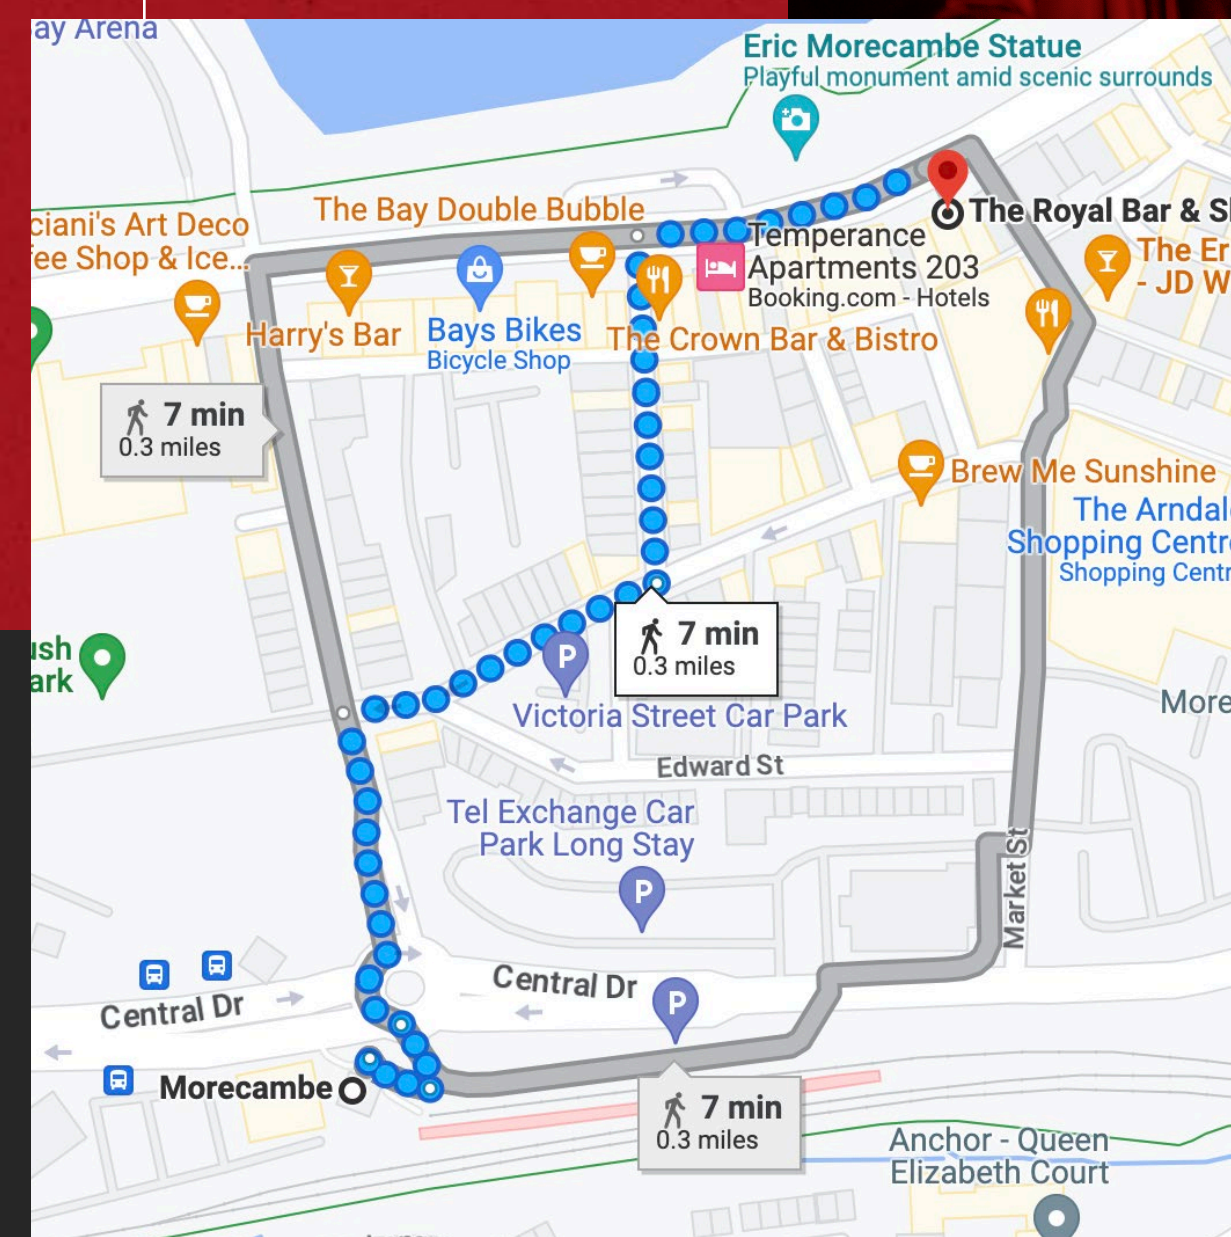 ay Arena
Eric Morecambe Statue
Playful monument amid scenic surrounds
The Bay Double Bubble
ciani's Art Deco
fee Shop & Ice...
The Royal Bar & S
Temperance
Apartments 203
Booking.com - Hotels
The Er
- JD W
Harry's Bar
Bays Bikes
Bicycle Shop
The Crown Bar & Bistro
7 min
0.3 miles
Brew Me Sunshine
The Arndal
Shopping Centr
Shopping Centr
7 min
0.3 miles
ush
ark
Victoria Street Car Park
More
Edward St
Tel Exchange Car
Park Long Stay
P
P
P
Market St
Central Dr
Central Dr
Morecambe
7 min
0.3 miles
Anchor - Queen
Elizabeth Court